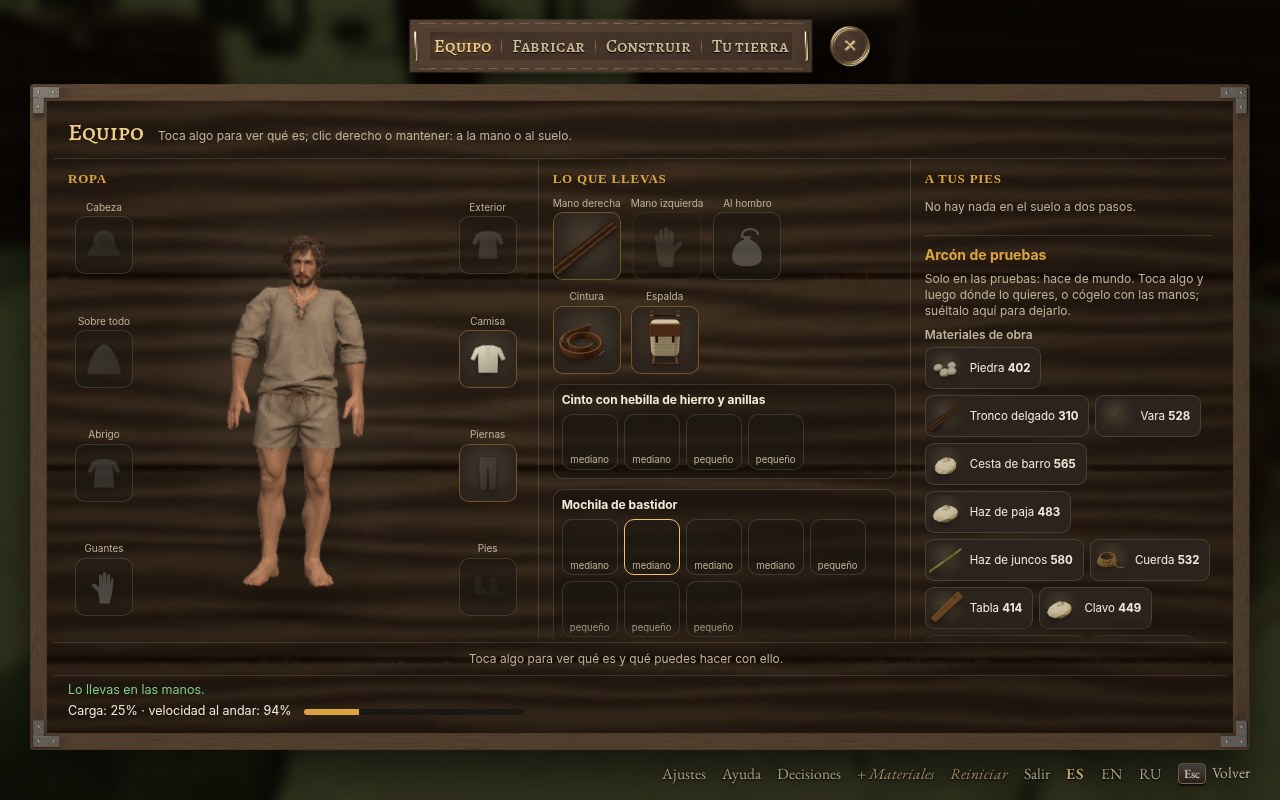 Equipo Fabricar Construir Tu tierra
Equipo Toca algo para ver qué es; clic derecho o mantener: a la mano o al suelo.
ROPA
Cabeza
Exterior
Sobre todo
Camisa
Abrigo
Piernas
Guantes
Pies
LO QUE LLEVAS
Mano derecha Mano izquierda Al hombro
Cintura Espalda
Cinto con hebilla de hierro y anillas
mediano mediano pequeño pequeño
Mochila de bastidor
mediano mediano mediano mediano pequeño
pequeño pequeño pequeño
A TUS PIES
No hay nada en el suelo a dos pasos.
Arcón de pruebas
Solo en las pruebas: hace de mundo. Toca algo y
luego dónde lo quieres, o cógelo con las manos;
suéltalo aquí para dejarlo.
Materiales de obra
Piedra 402
Tronco delgado 310 Vara 528
Cesta de barro 565
Haz de paja 483
Haz de juncos 580 Cuerda 532
Tabla 414 Clavo 449
Toca algo para ver qué es y qué puedes hacer con ello.
Lo llevas en las manos.
Carga: 25% · velocidad al andar: 94%
Ajustes Ayuda Decisiones + Materiales Reiniciar Salir ES EN RU Esc Volver